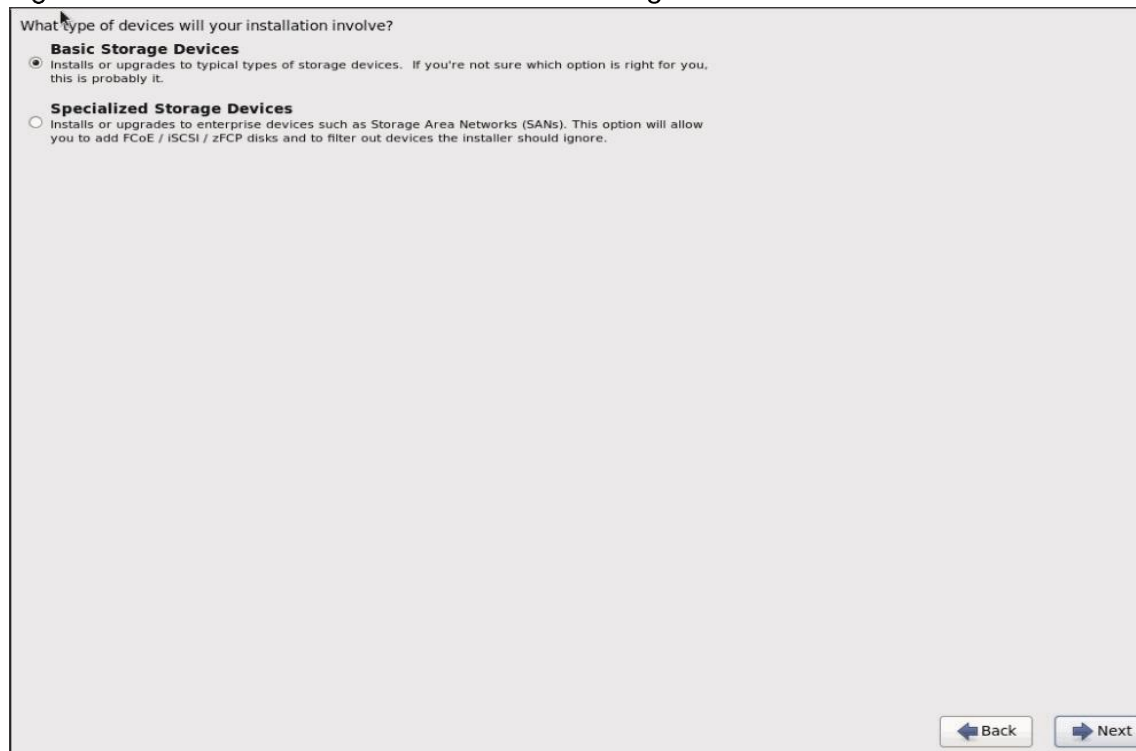 What type of devices will your installation involve?
Basic Storage Devices
Installs or upgrades to typical types of storage devices. If you're not sure which option is right for you,
this is probably it.
Specialized Storage Devices
Installs or upgrades to enterprise devices such as Storage Area Networks (SANs). This option will allow
you to add FCoE / iSCSI / zFCP disks and to filter out devices the installer should ignore.
Back
Next